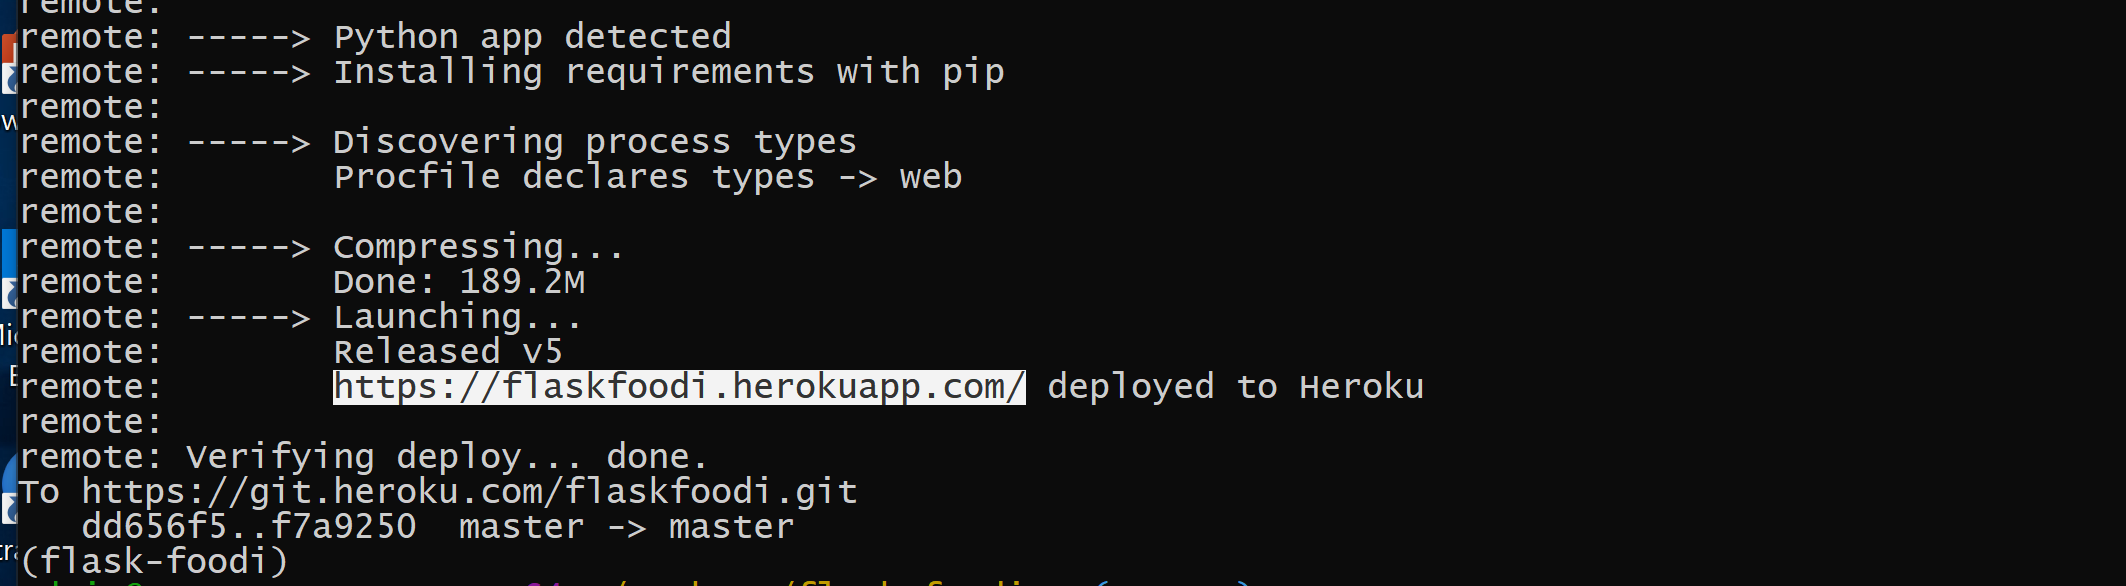 remote:
remote: -----> Python app detected
remote: -----> Installing requirements with pip
remote:
remote: -----> Discovering process types
remote:        Procfile declares types -> web
remote:
remote: -----> Compressing...
remote:        Done: 189.2M
remote: -----> Launching...
remote:        Released v5
remote:        https://flaskfoodi.herokuapp.com/ deployed to Heroku
remote:
remote: Verifying deploy... done.
To https://git.heroku.com/flaskfoodi.git
   dd656f5..f7a9250  master -> master
(flask-foodi)